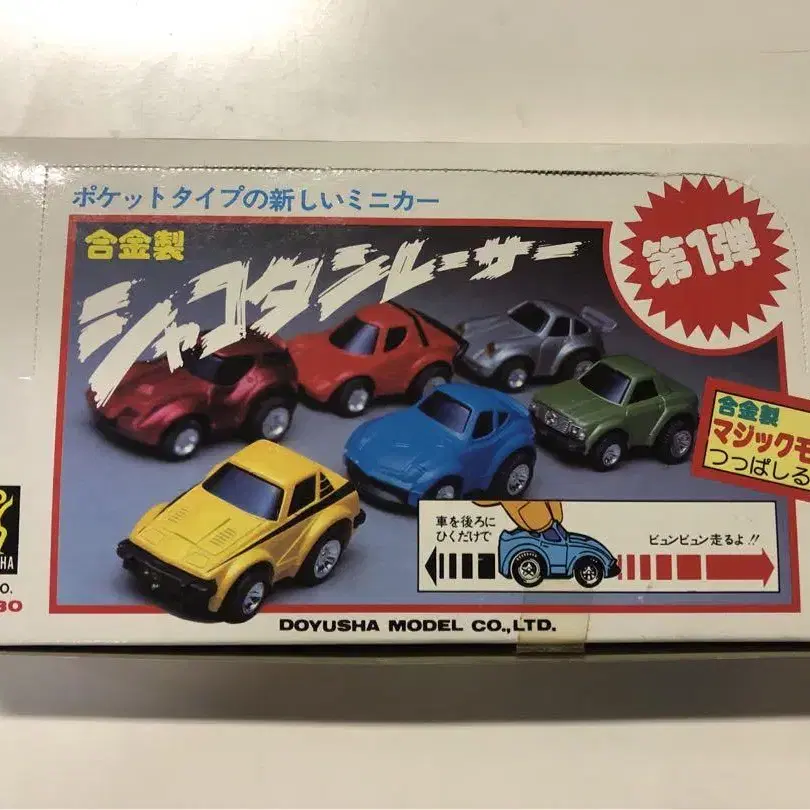 ポケットタイプの新しいミニカー
合金製
シャコタンレーサー
第1弾
合金製
マジックモ
つっぱしる
車を後ろに
ひくだけで
ビュンビュン走るよ!!
SHA
O.
80
DOYUSHA MODEL CO.,LTD.